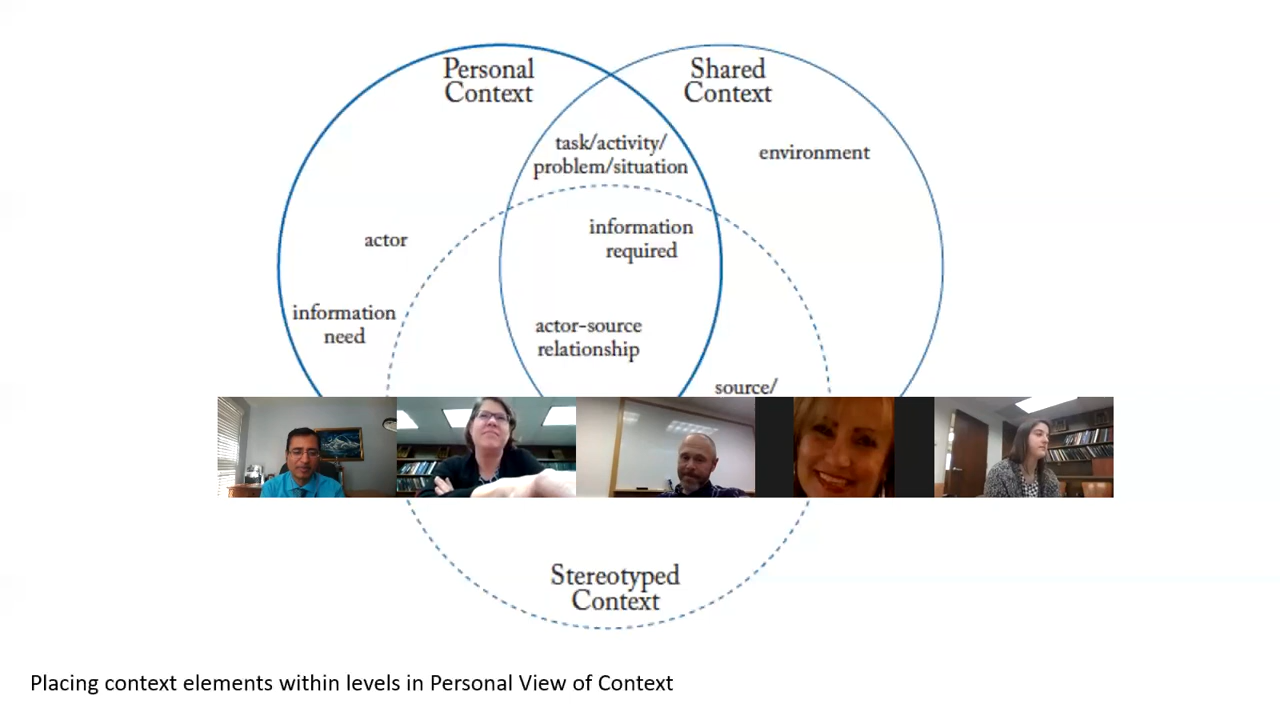 Personal
Context
Shared
Context
task/activity/
problem/situation
environment
information
required
actor
information
need
actor-source
relationship
source/
Stereotyped
Context
Placing context elements within levels in Personal View of Context